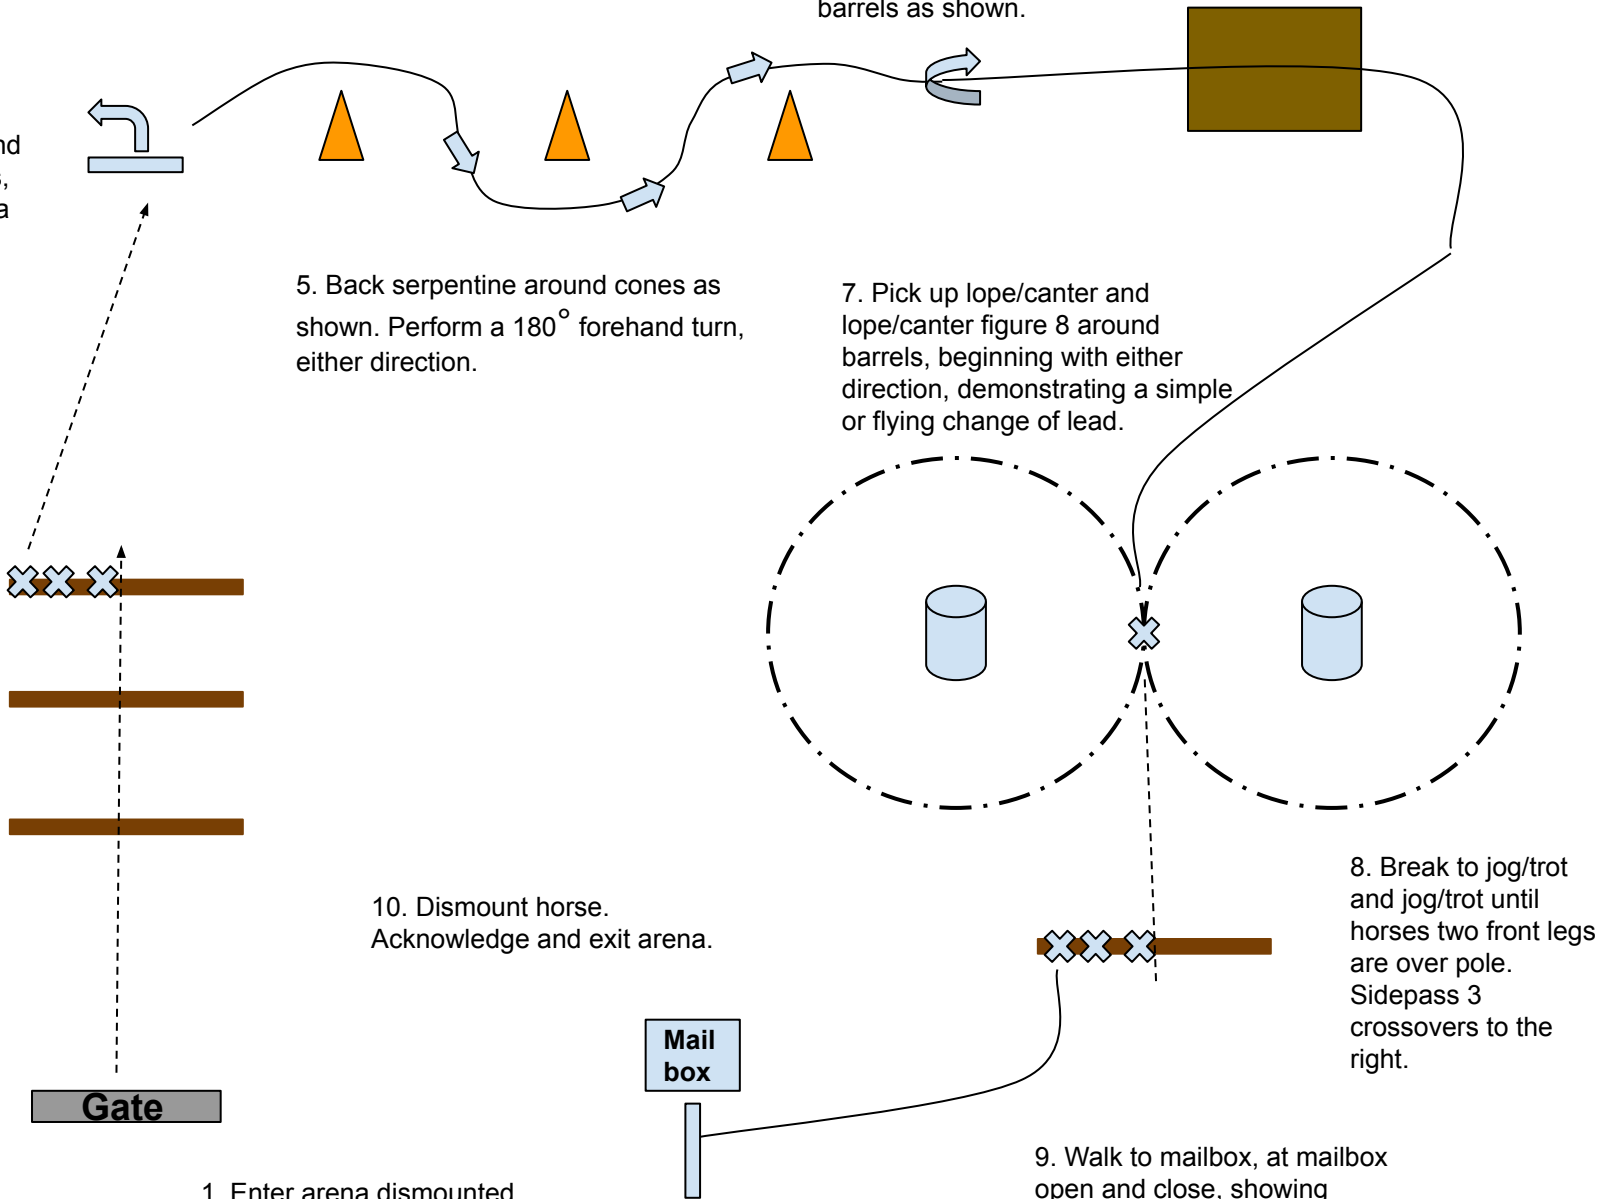 barrels as shown.
nd
s,
a
5. Back serpentine around cones as
shown. Perform a 180° forehand turn,
either direction.
7. Pick up lope/canter and
lope/canter figure 8 around
barrels, beginning with either
direction, demonstrating a simple
or flying change of lead.
8. Break to jog/trot
and jog/trot until
horses two front legs
are over pole.
Sidepass 3
crossovers to the
right.
10. Dismount horse.
Acknowledge and exit arena.
Mail
box
Gate
9. Walk to mailbox, at mailbox
open and close, showing
1. Enter arena dismounted